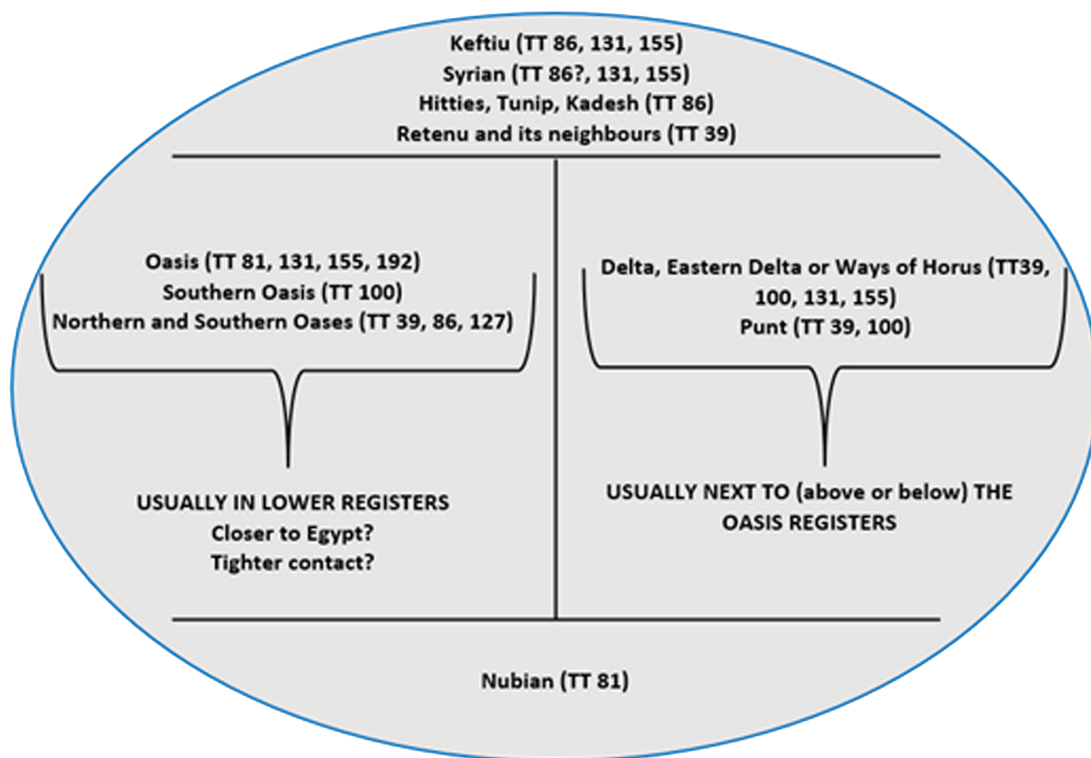 Keftiu (TT 86, 131, 155)
Syrian (TT 86?, 131, 155)
Hitties, Tunip, Kadesh (TT 86)
Retenu and its neighbours (TT 39)
Oasis (TT 81, 131, 155, 192)
Southern Oasis (TT 100)
Northern and Southern Oases (TT 39, 86, 127)
USUALLY IN LOWER REGISTERS
Closer to Egypt?
Tighter contact?
Delta, Eastern Delta or Ways of Horus (TT39,
100, 131, 155)
Punt (TT 39, 100)
USUALLY NEXT TO (above or below) THE
OASIS REGISTERS
Nubian (TT 81)